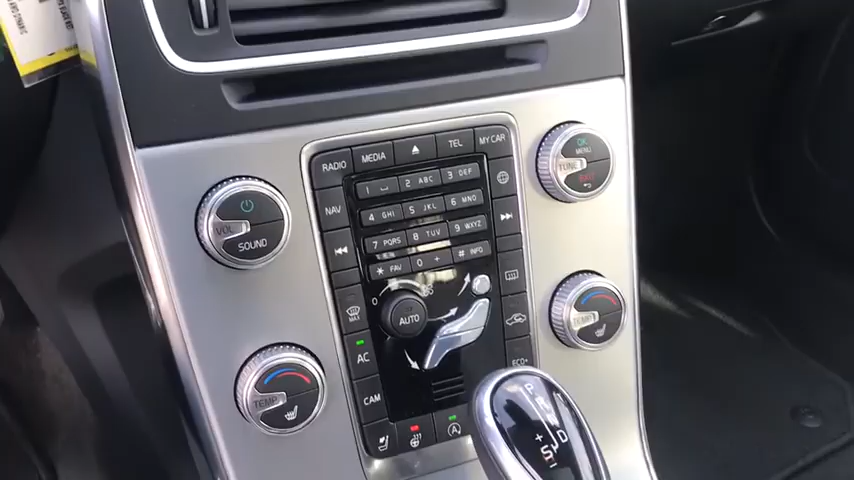 RADIO MEDIA TEL MY CAR
1 2 ABC 3 DEF
NAV 4 GHI 5 JKL 6 MNO
7 PQRS 8 TUV 9 WXYZ
* FAV 0 + # INFO
VOL
SOUND
OK
MENU
TUNE
EXIT
0
MAX
AUTO
AC
ECO+
CAM
TEMP
TEMP
A
P
R
N
D
+
S
-